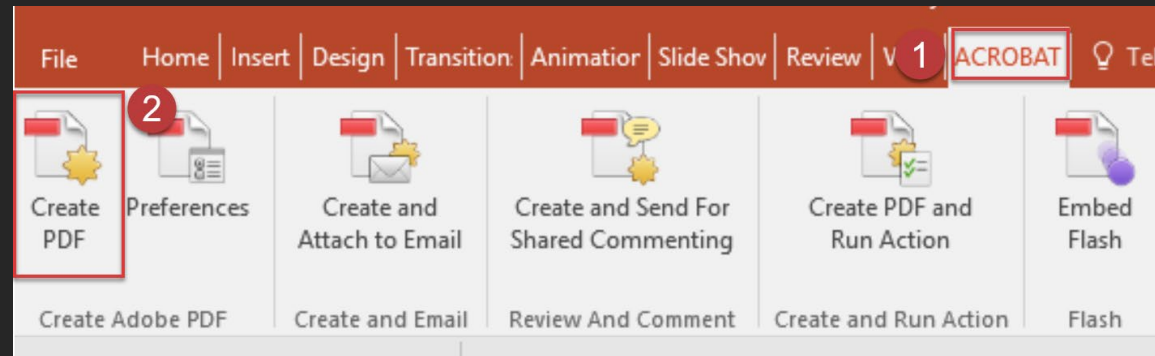 File Home Insert Design Transition: Animation Slide Shov Review V 1 ACROBAT Tel
2
Create PDF
Preferences
Create and
Attach to Email
Create and Send For
Shared Commenting
Create PDF and
Run Action
Embed
Flash
Create Adobe PDF Create and Email Review And Comment Create and Run Action Flash